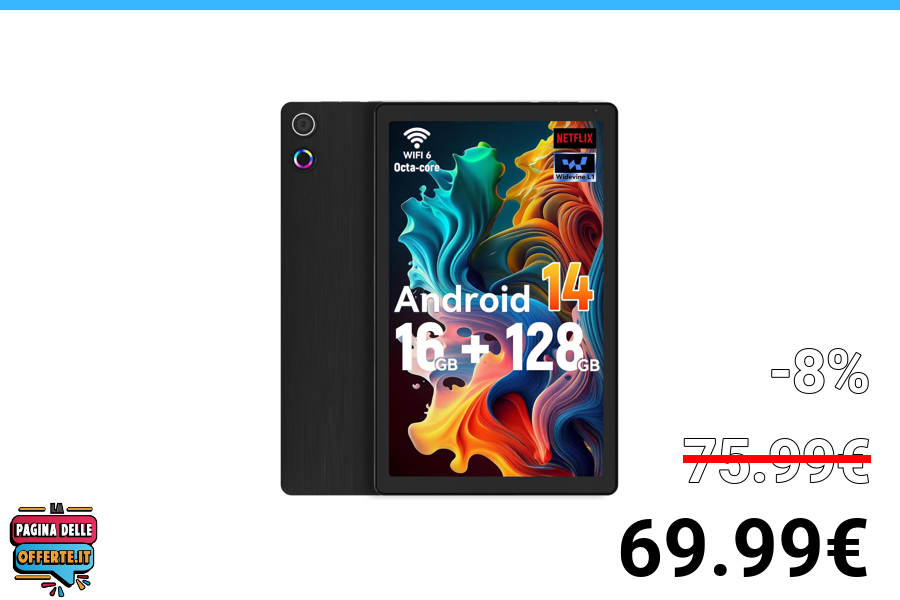 WIFI 6
Octa-core
NETFLIX
Widevine L1
Android 14
16GB + 128GB
-8%
75.99€
69.99€
LA
PAGINA DELLE
OFFERTE.IT